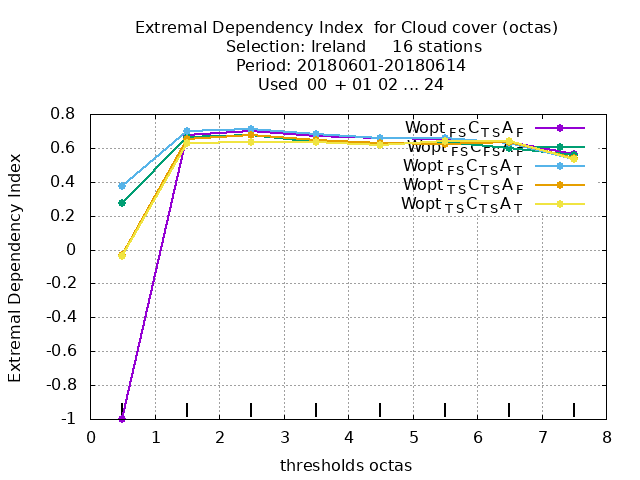 Extremal Dependency Index for Cloud cover (octas)
Selection: Ireland 16 stations
Period: 20180601-20180614
Used 00 + 01 02 ... 24
Extremal Dependency Index
0.8
0.6
0.4
0.2
0
-0.2
-0.4
-0.6
-0.8
-1
Wopt FS C TS A F
Wopt FS C FS A F
Wopt FS C TS A T
Wopt TS C TS A F
Wopt TS C TS A T
0 1 2 3 4 5 6 7 8
thresholds octas